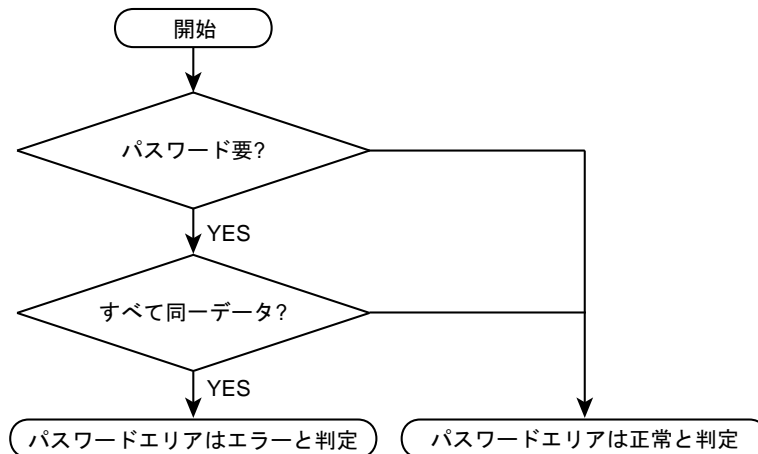 開始
パスワード要?
YES
すべて同一データ?
YES
パスワードエリアはエラーと判定
パスワードエリアは正常と判定